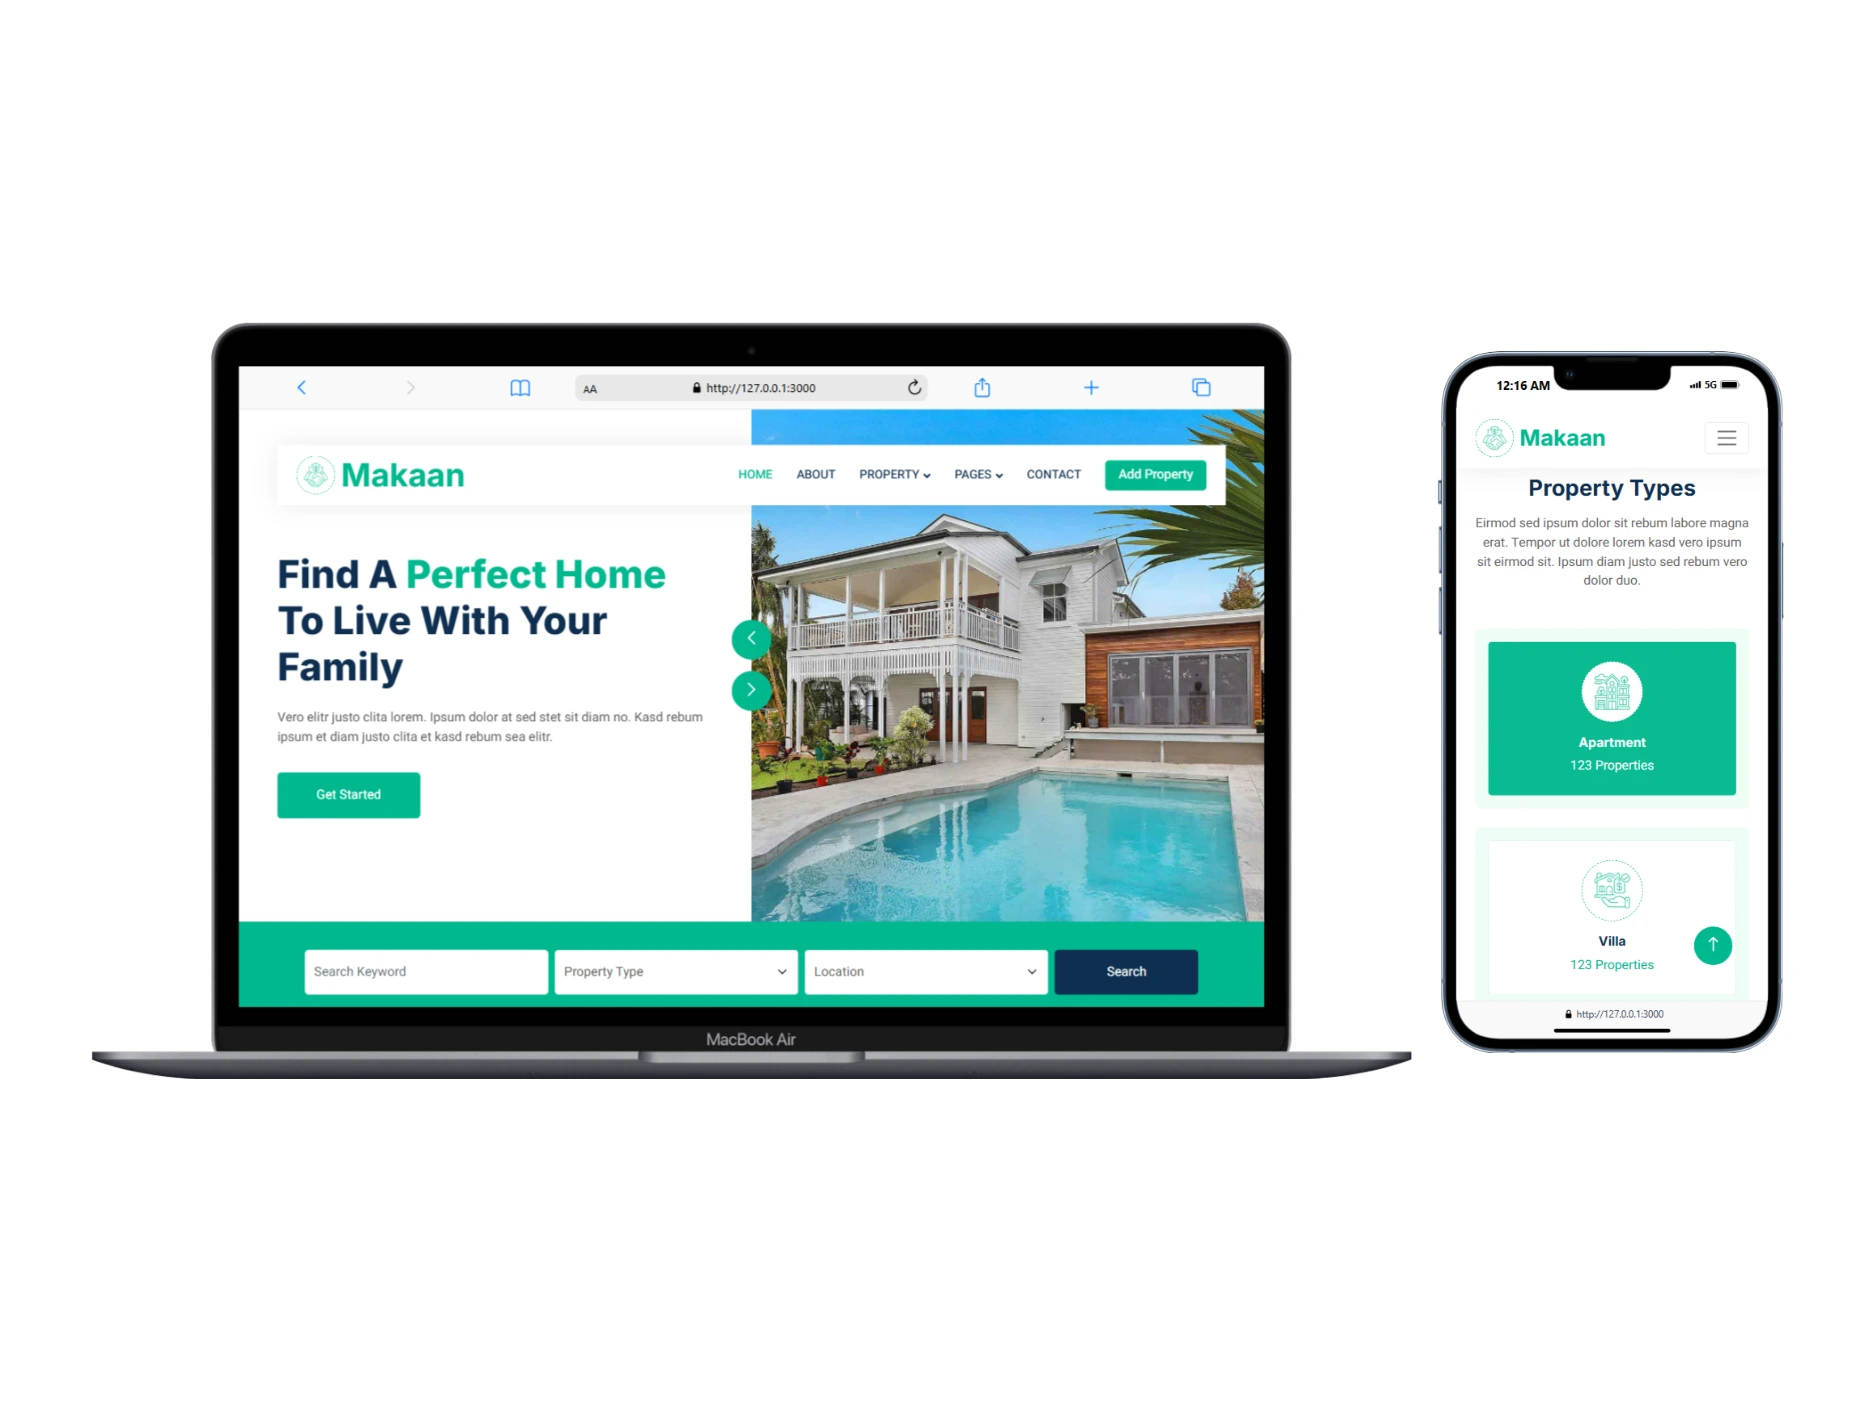 AA
http://127.0.0.1:3000
Makaan
HOME ABOUT PROPERTY PAGES CONTACT Add Property
Find A Perfect Home
To Live With Your
Family
Vero elitr justo clita lorem. Ipsum dolor at sed stet sit diam no. Kasd rebum
ipsum et diam justo clita et kasd rebum sea elitr.
Get Started
Search Keyword Property Type Location Search
MacBook Air
12:16 AM 5G
Makaan
Property Types
Eirmod sed ipsum dolor sit rebum labore magna
erat. Tempor ut dolore lorem kasd vero ipsum
sit eirmod sit. Ipsum diam justo sed rebum vero
dolor duo.
Apartment
123 Properties
Villa
123 Properties
http://127.0.0.1:3000